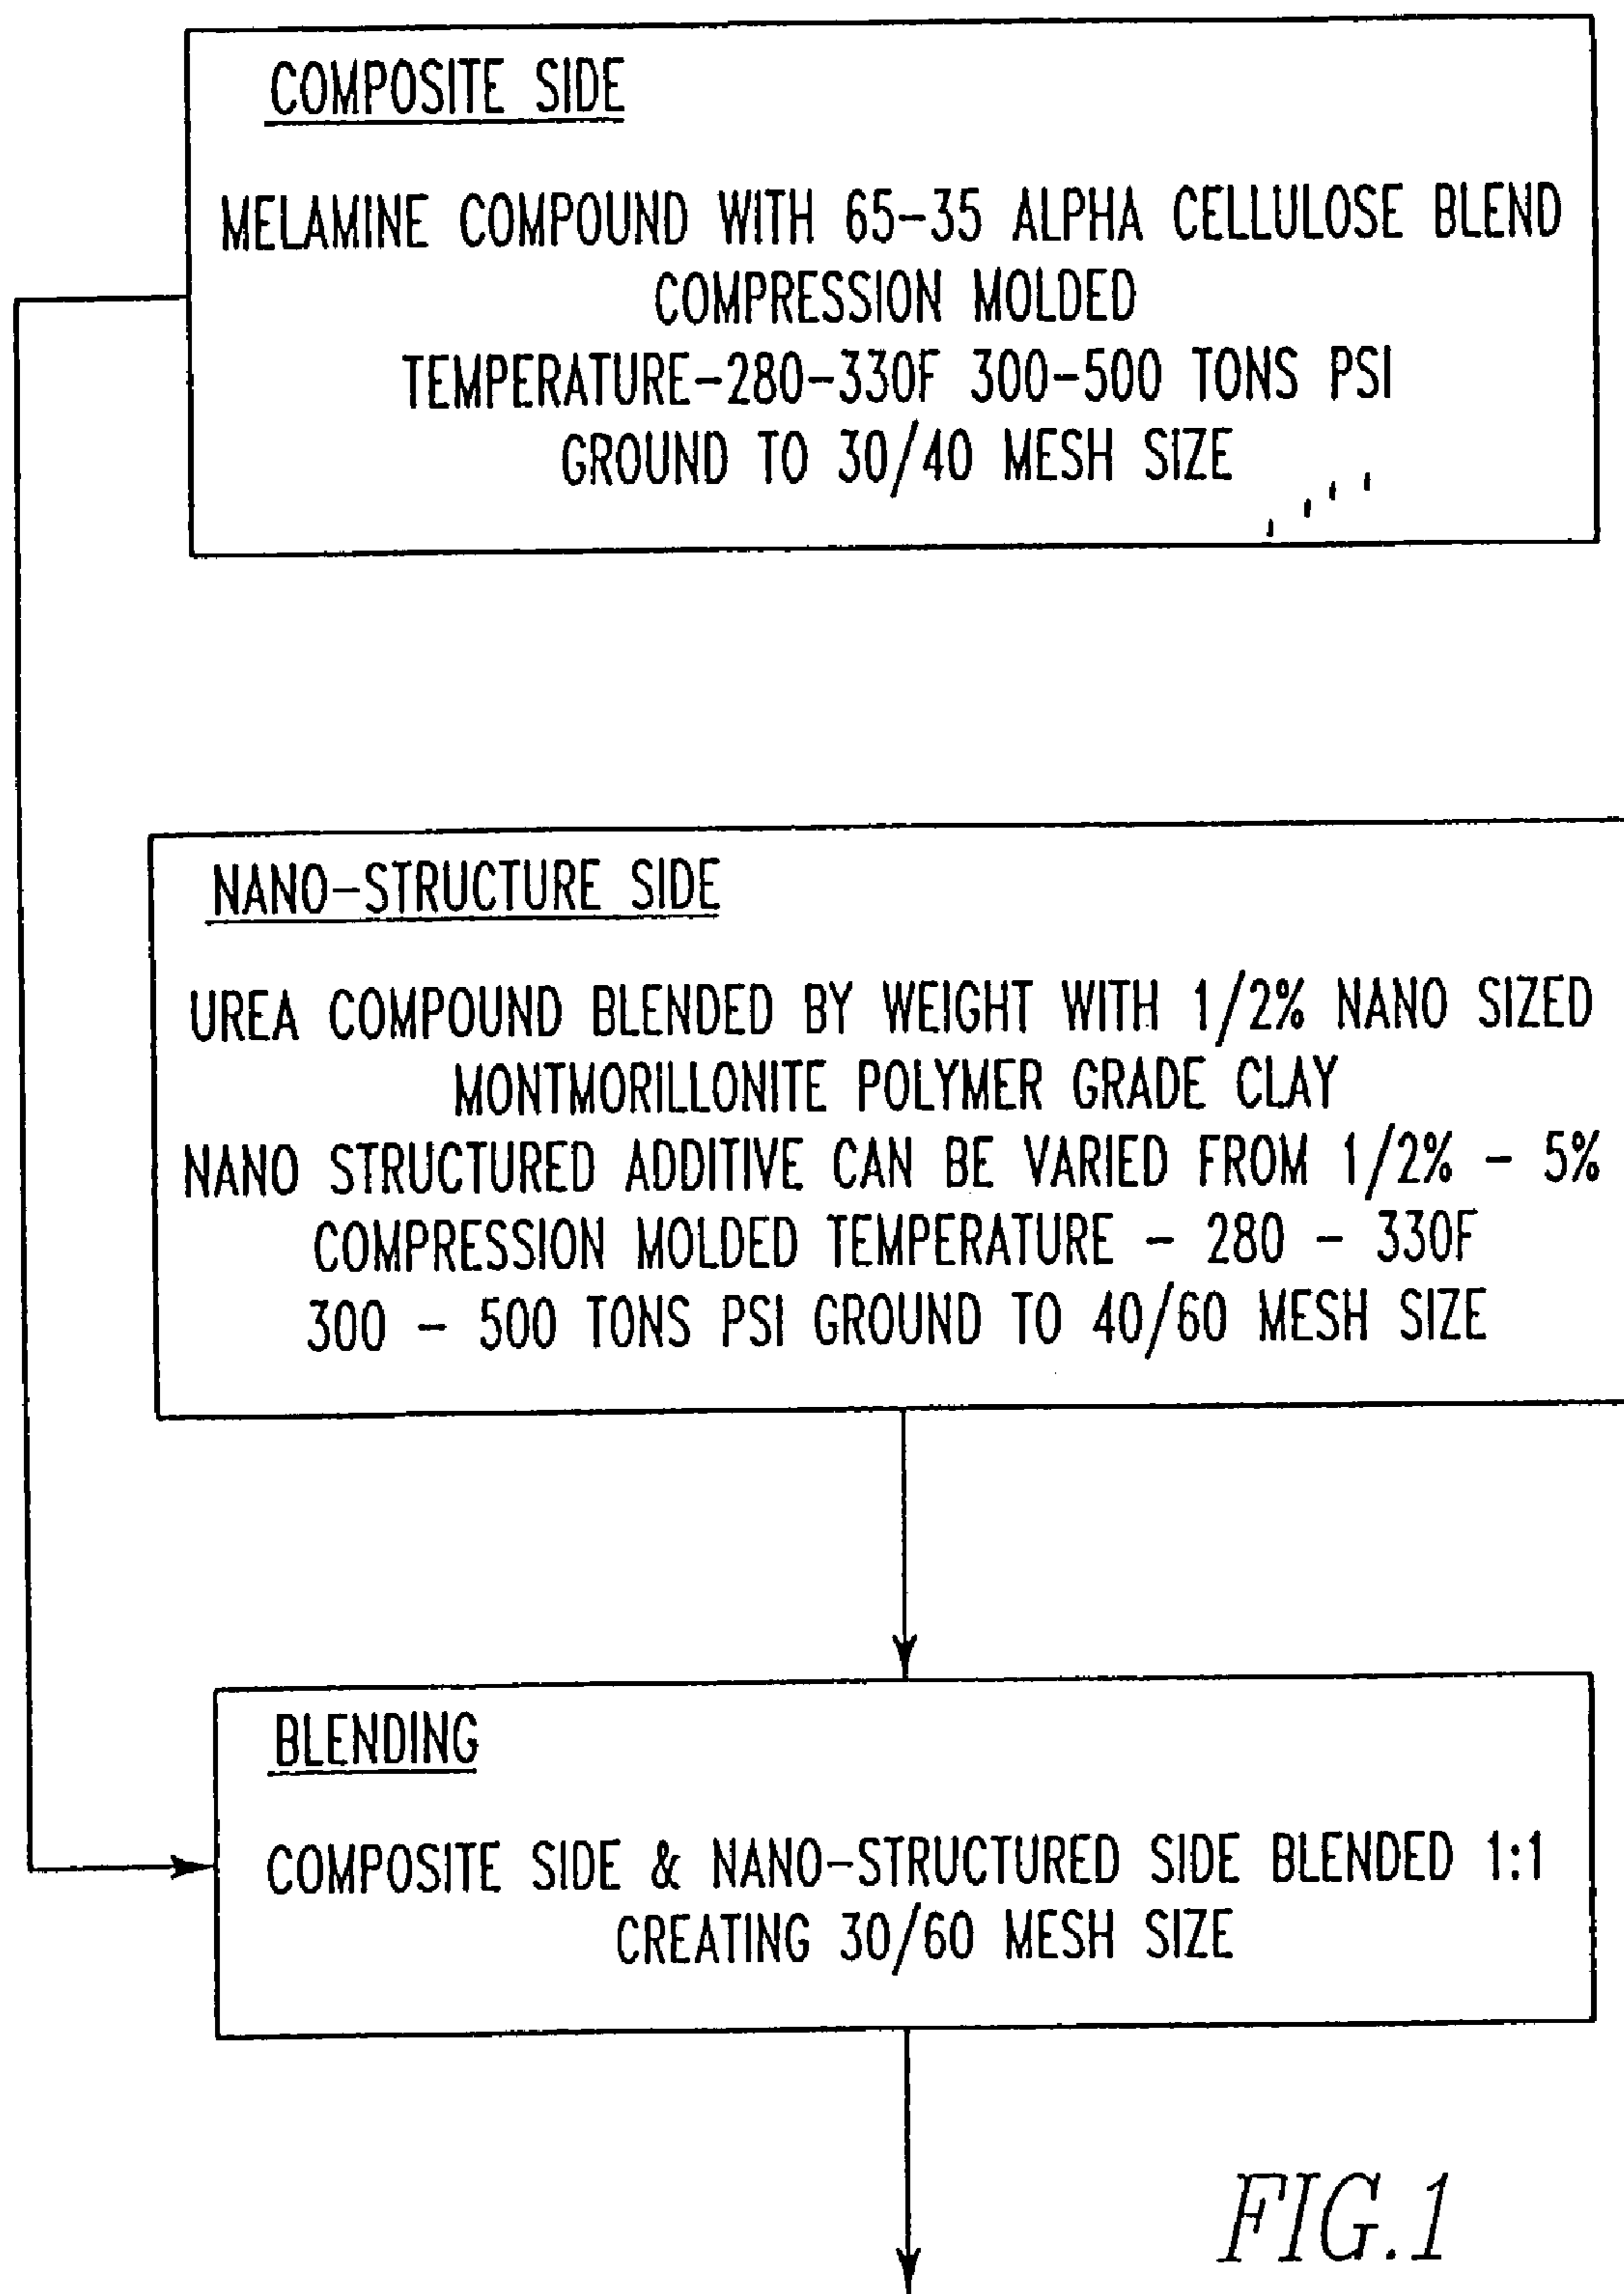 COMPOSITE SIDE
MELAMINE COMPOUND WITH 65-35 ALPHA CELLULOSE BLEND
COMPRESSION MOLDED
TEMPERATURE-280-330F 300-500 TONS PSI
GROUND TO 30/40 MESH SIZE
NANO-STRUCTURE SIDE
UREA COMPOUND BLENDED BY WEIGHT WITH 1/2% NANO SIZED
MONTMORILLONITE POLYMER GRADE CLAY
NANO STRUCTURED ADDITIVE CAN BE VARIED FROM 1/2% - 5%
COMPRESSION MOLDED TEMPERATURE - 280 - 330F
300 - 500 TONS PSI GROUND TO 40/60 MESH SIZE
BLENDING
COMPOSITE SIDE & NANO-STRUCTURED SIDE BLENDED 1:1
CREATING 30/60 MESH SIZE
FIG.1